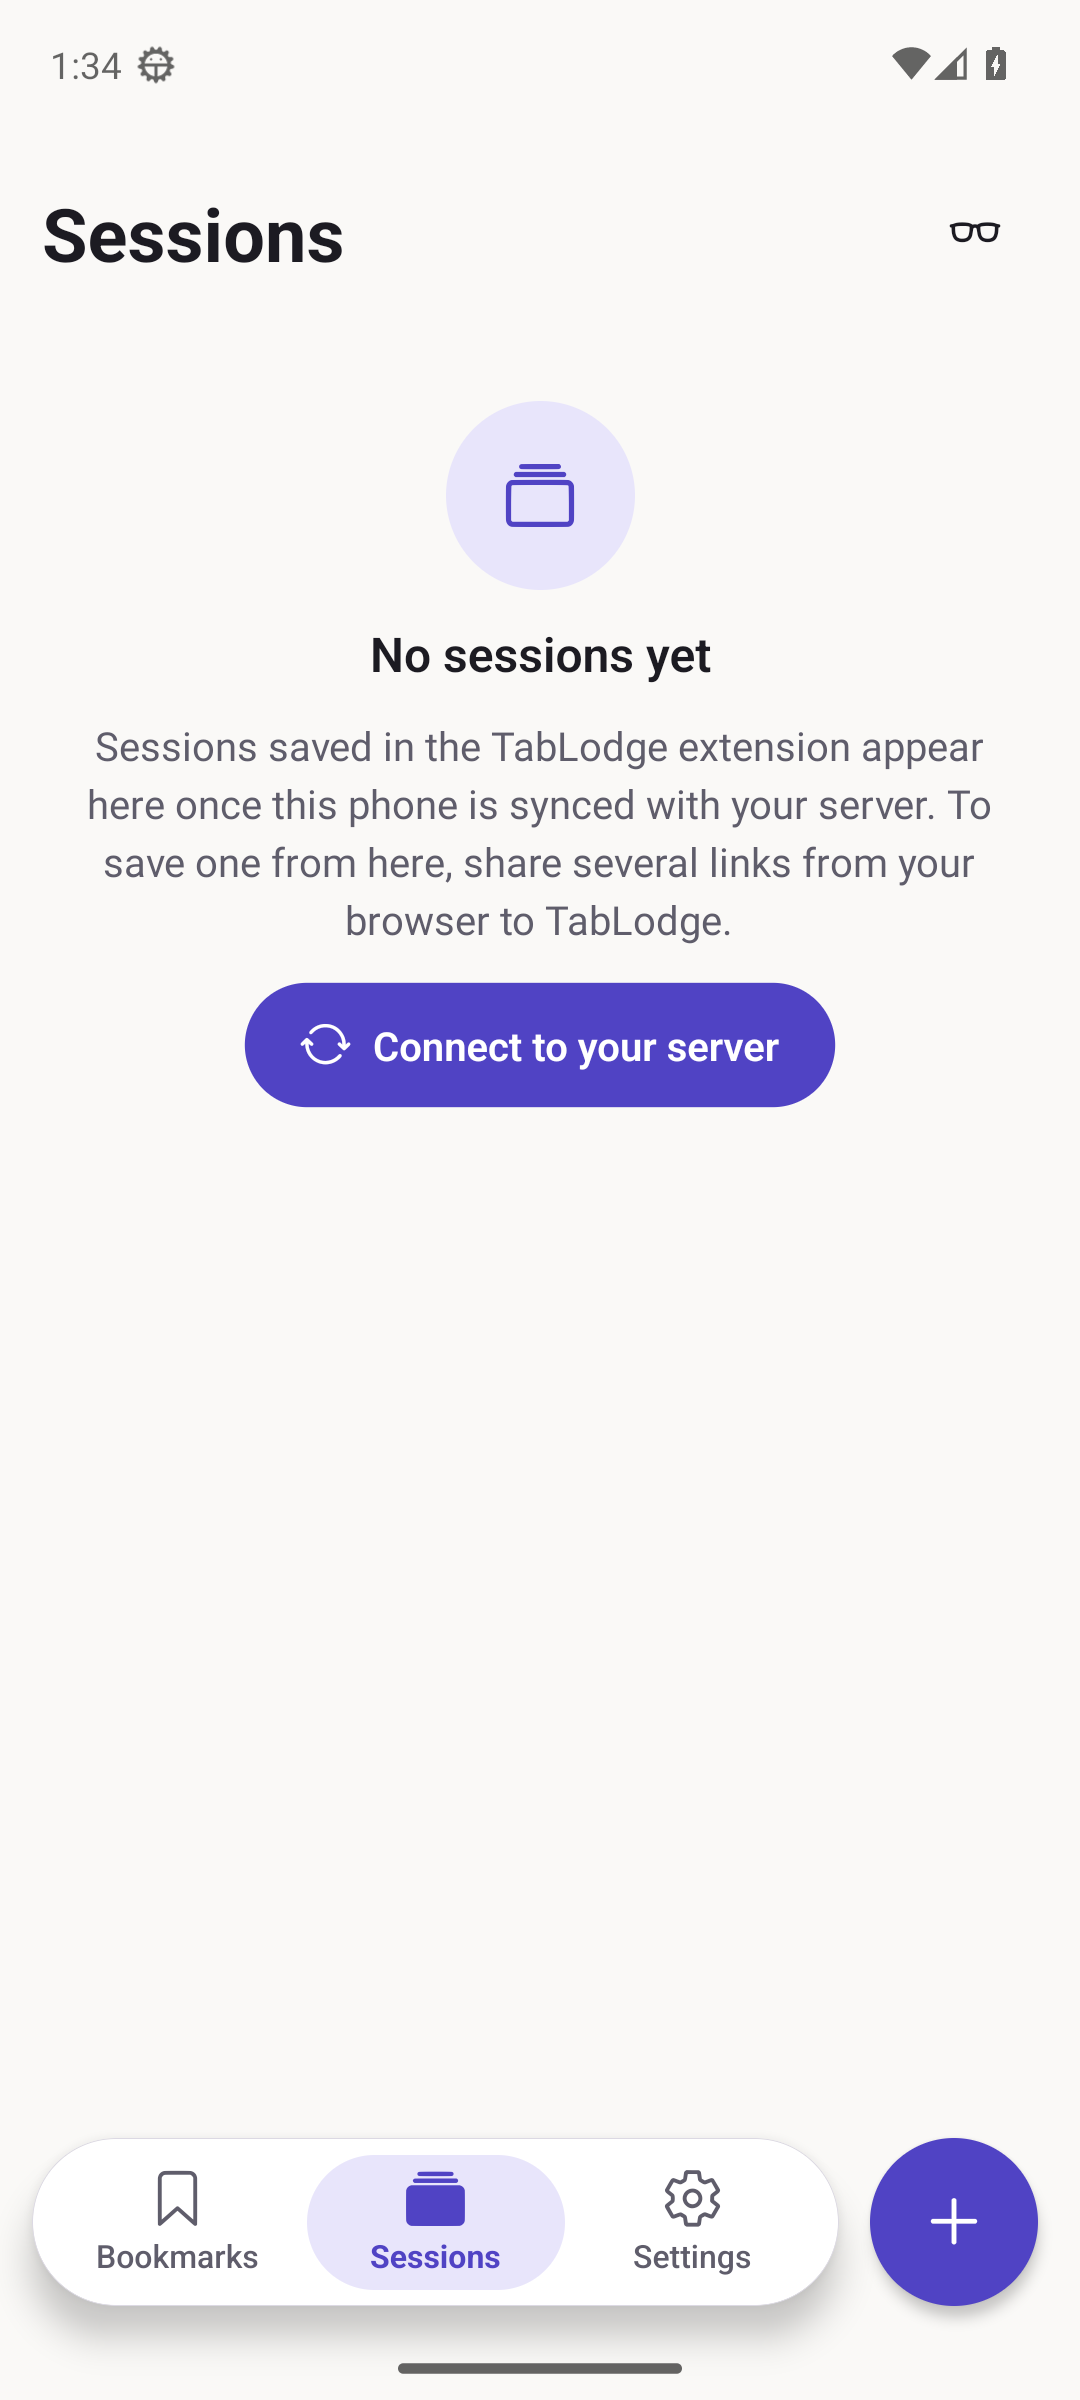 1:34
Sessions
No sessions yet
Sessions saved in the TabLodge extension appear
here once this phone is synced with your server. To
save one from here, share several links from your
browser to TabLodge.
Connect to your server
Bookmarks
Sessions
Settings